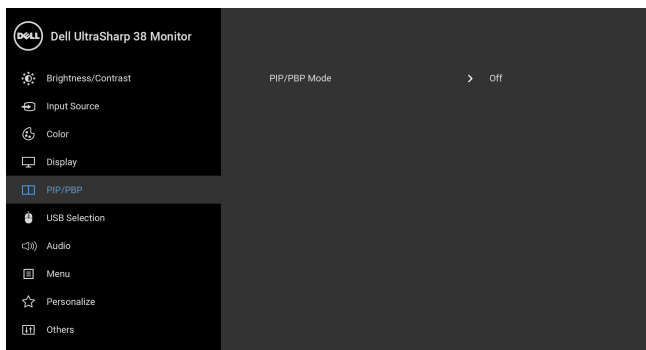 DELL Dell UltraSharp 38 Monitor
Brightness/Contrast
PIP/PBP Mode Off
Input Source
Color
Display
PIP/PBP
USB Selection
Audio
Menu
Personalize
Others